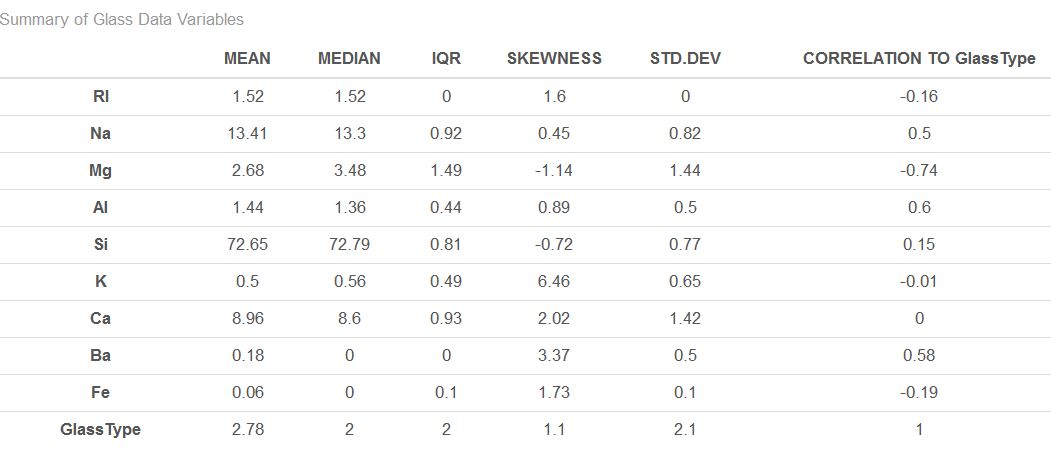 Summary of Glass Data Variables
MEAN MEDIAN IQR SKEWNESS STD.DEV CORRELATION TO GlassType
RI 1.52 1.52 0 1.6 0 -0.16
Na 13.41 13.3 0.92 0.45 0.82 0.5
Mg 2.68 3.48 1.49 -1.14 1.44 -0.74
Al 1.44 1.36 0.44 0.89 0.5 0.6
Si 72.65 72.79 0.81 -0.72 0.77 0.15
K 0.5 0.56 0.49 6.46 0.65 -0.01
Ca 8.96 8.6 0.93 2.02 1.42 0
Ba 0.18 0 0 3.37 0.5 0.58
Fe 0.06 0 0.1 1.73 0.1 -0.19
GlassType 2.78 2 2 1.1 2.1 1